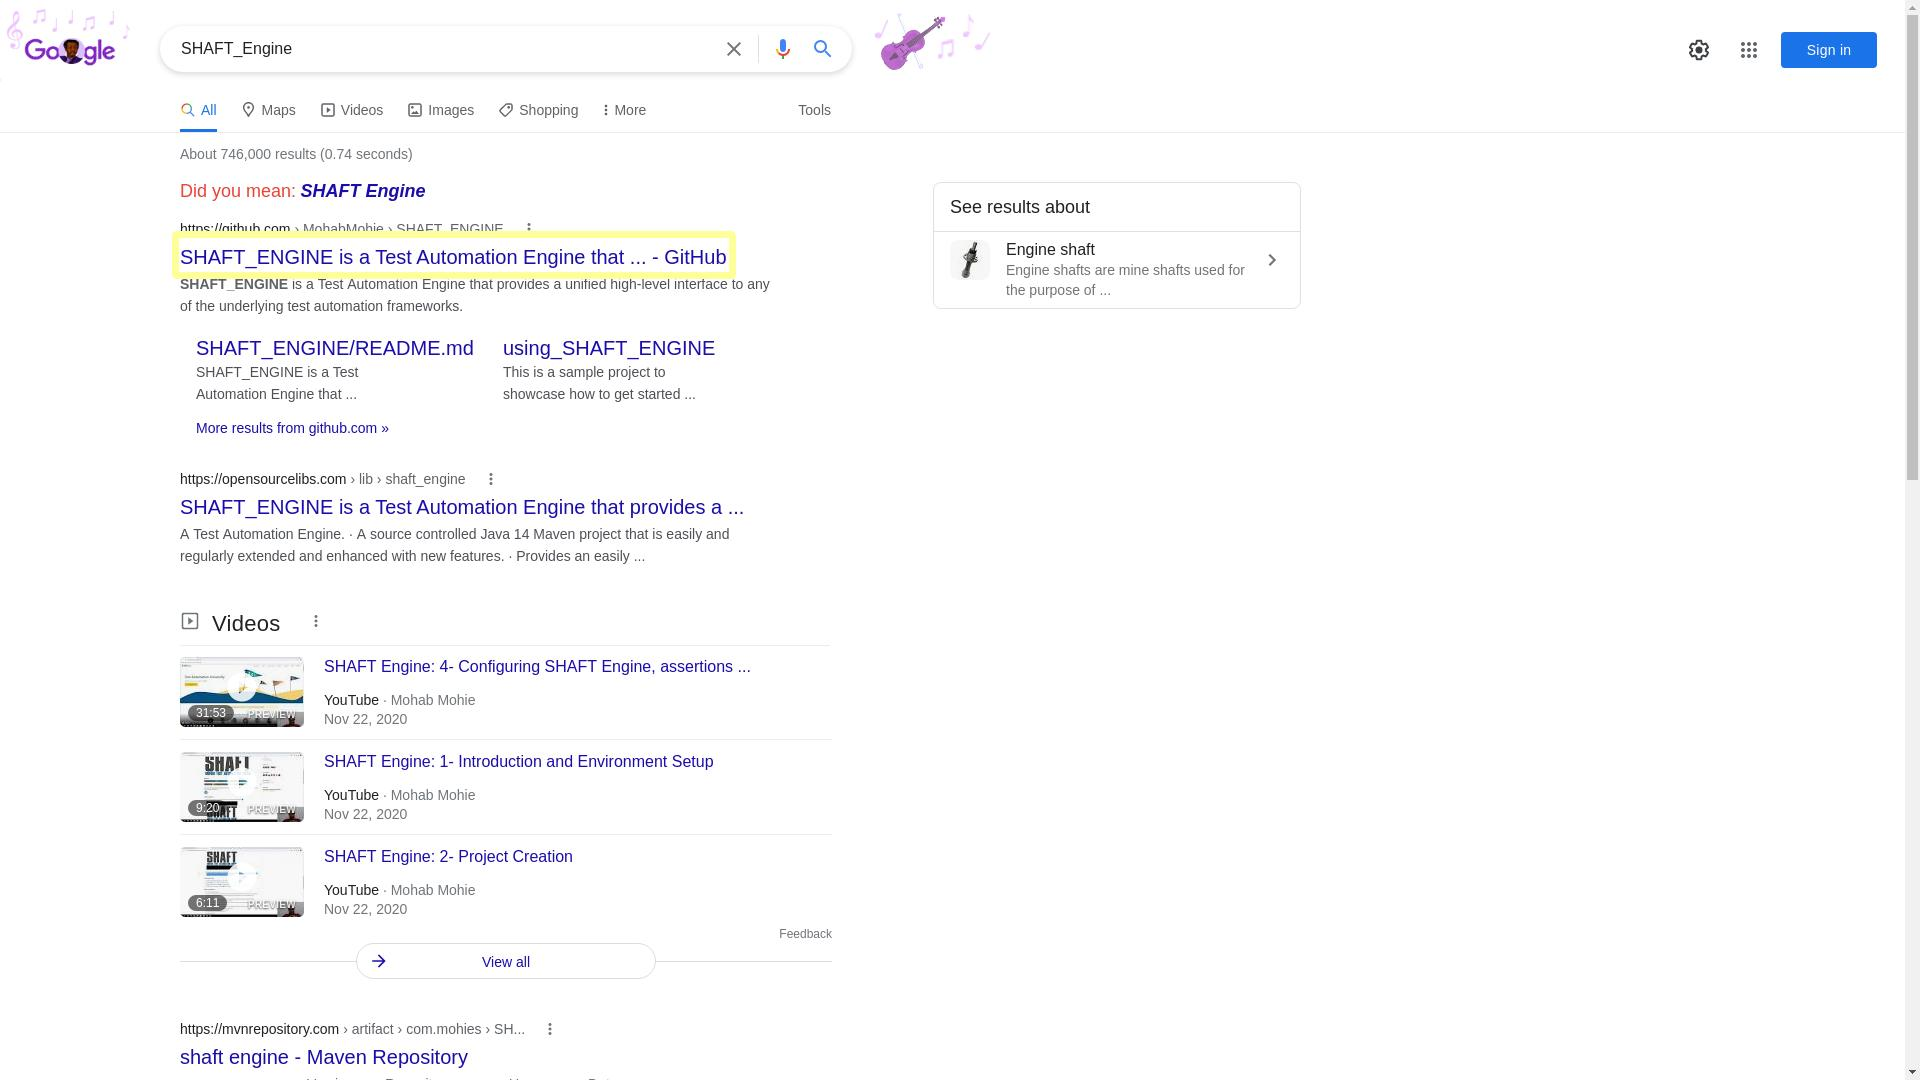 Google
SHAFT_Engine
Sign in
All
Maps
Videos
Images
Shopping
More
Tools
About 746,000 results (0.74 seconds)
Did you mean: SHAFT Engine
https://github.com › MohabMohie › SHAFT_ENGINE
SHAFT_ENGINE is a Test Automation Engine that ... - GitHub
SHAFT_ENGINE is a Test Automation Engine that provides a unified high-level interface to any
of the underlying test automation frameworks.
SHAFT_ENGINE/README.md
SHAFT_ENGINE is a Test
Automation Engine that ...
using_SHAFT_ENGINE
This is a sample project to
showcase how to get started ...
More results from github.com »
https://opensourcelibs.com › lib › shaft_engine
SHAFT_ENGINE is a Test Automation Engine that provides a ...
A Test Automation Engine. · A source controlled Java 14 Maven project that is easily and
regularly extended and enhanced with new features. · Provides an easily ...
Videos
31:53
PREVIEW
SHAFT Engine: 4- Configuring SHAFT Engine, assertions ...
YouTube · Mohab Mohie
Nov 22, 2020
SHAFT
9:20
PREVIEW
SHAFT Engine: 1- Introduction and Environment Setup
YouTube · Mohab Mohie
Nov 22, 2020
SHAFT
6:11
PREVIEW
SHAFT Engine: 2- Project Creation
YouTube · Mohab Mohie
Nov 22, 2020
Feedback
View all
https://mvnrepository.com › artifact › com.mohies › SH...
shaft engine - Maven Repository
See results about
Engine shaft
Engine shafts are mine shafts used for
the purpose of ...